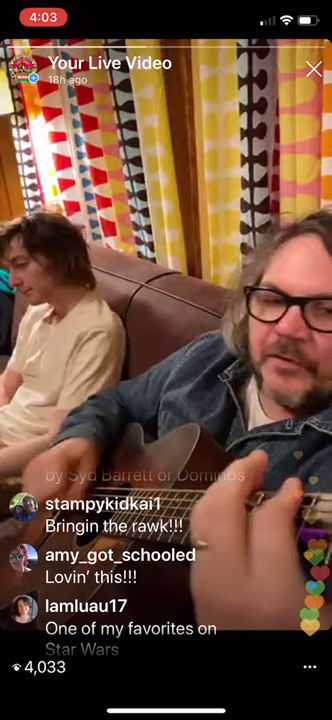 4:03
Your Live Video
18h ago
by Syd Barrett or Dominos
stampykidkai1
Bringin the rawk!!!
amy_got_schooled
Lovin' this!!!
lamluau17
One of my favorites on
Star Wars
4,033